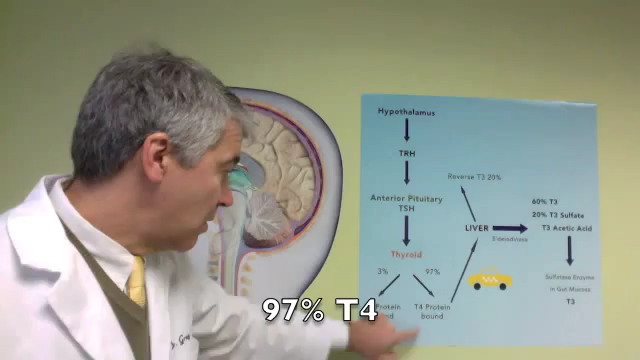 Hypothalamus
TRH
Anterior Pituitary
TSH
Thyroid
3%
97%
Protein
T4 Protein
bound
Reverse T3 20%
LIVER
60% T3
20% T3 Sulfate
T3 Acetic Acid
Sulfatase Enzyme
in Gut Mucosa
T3
97% T4
Dr.